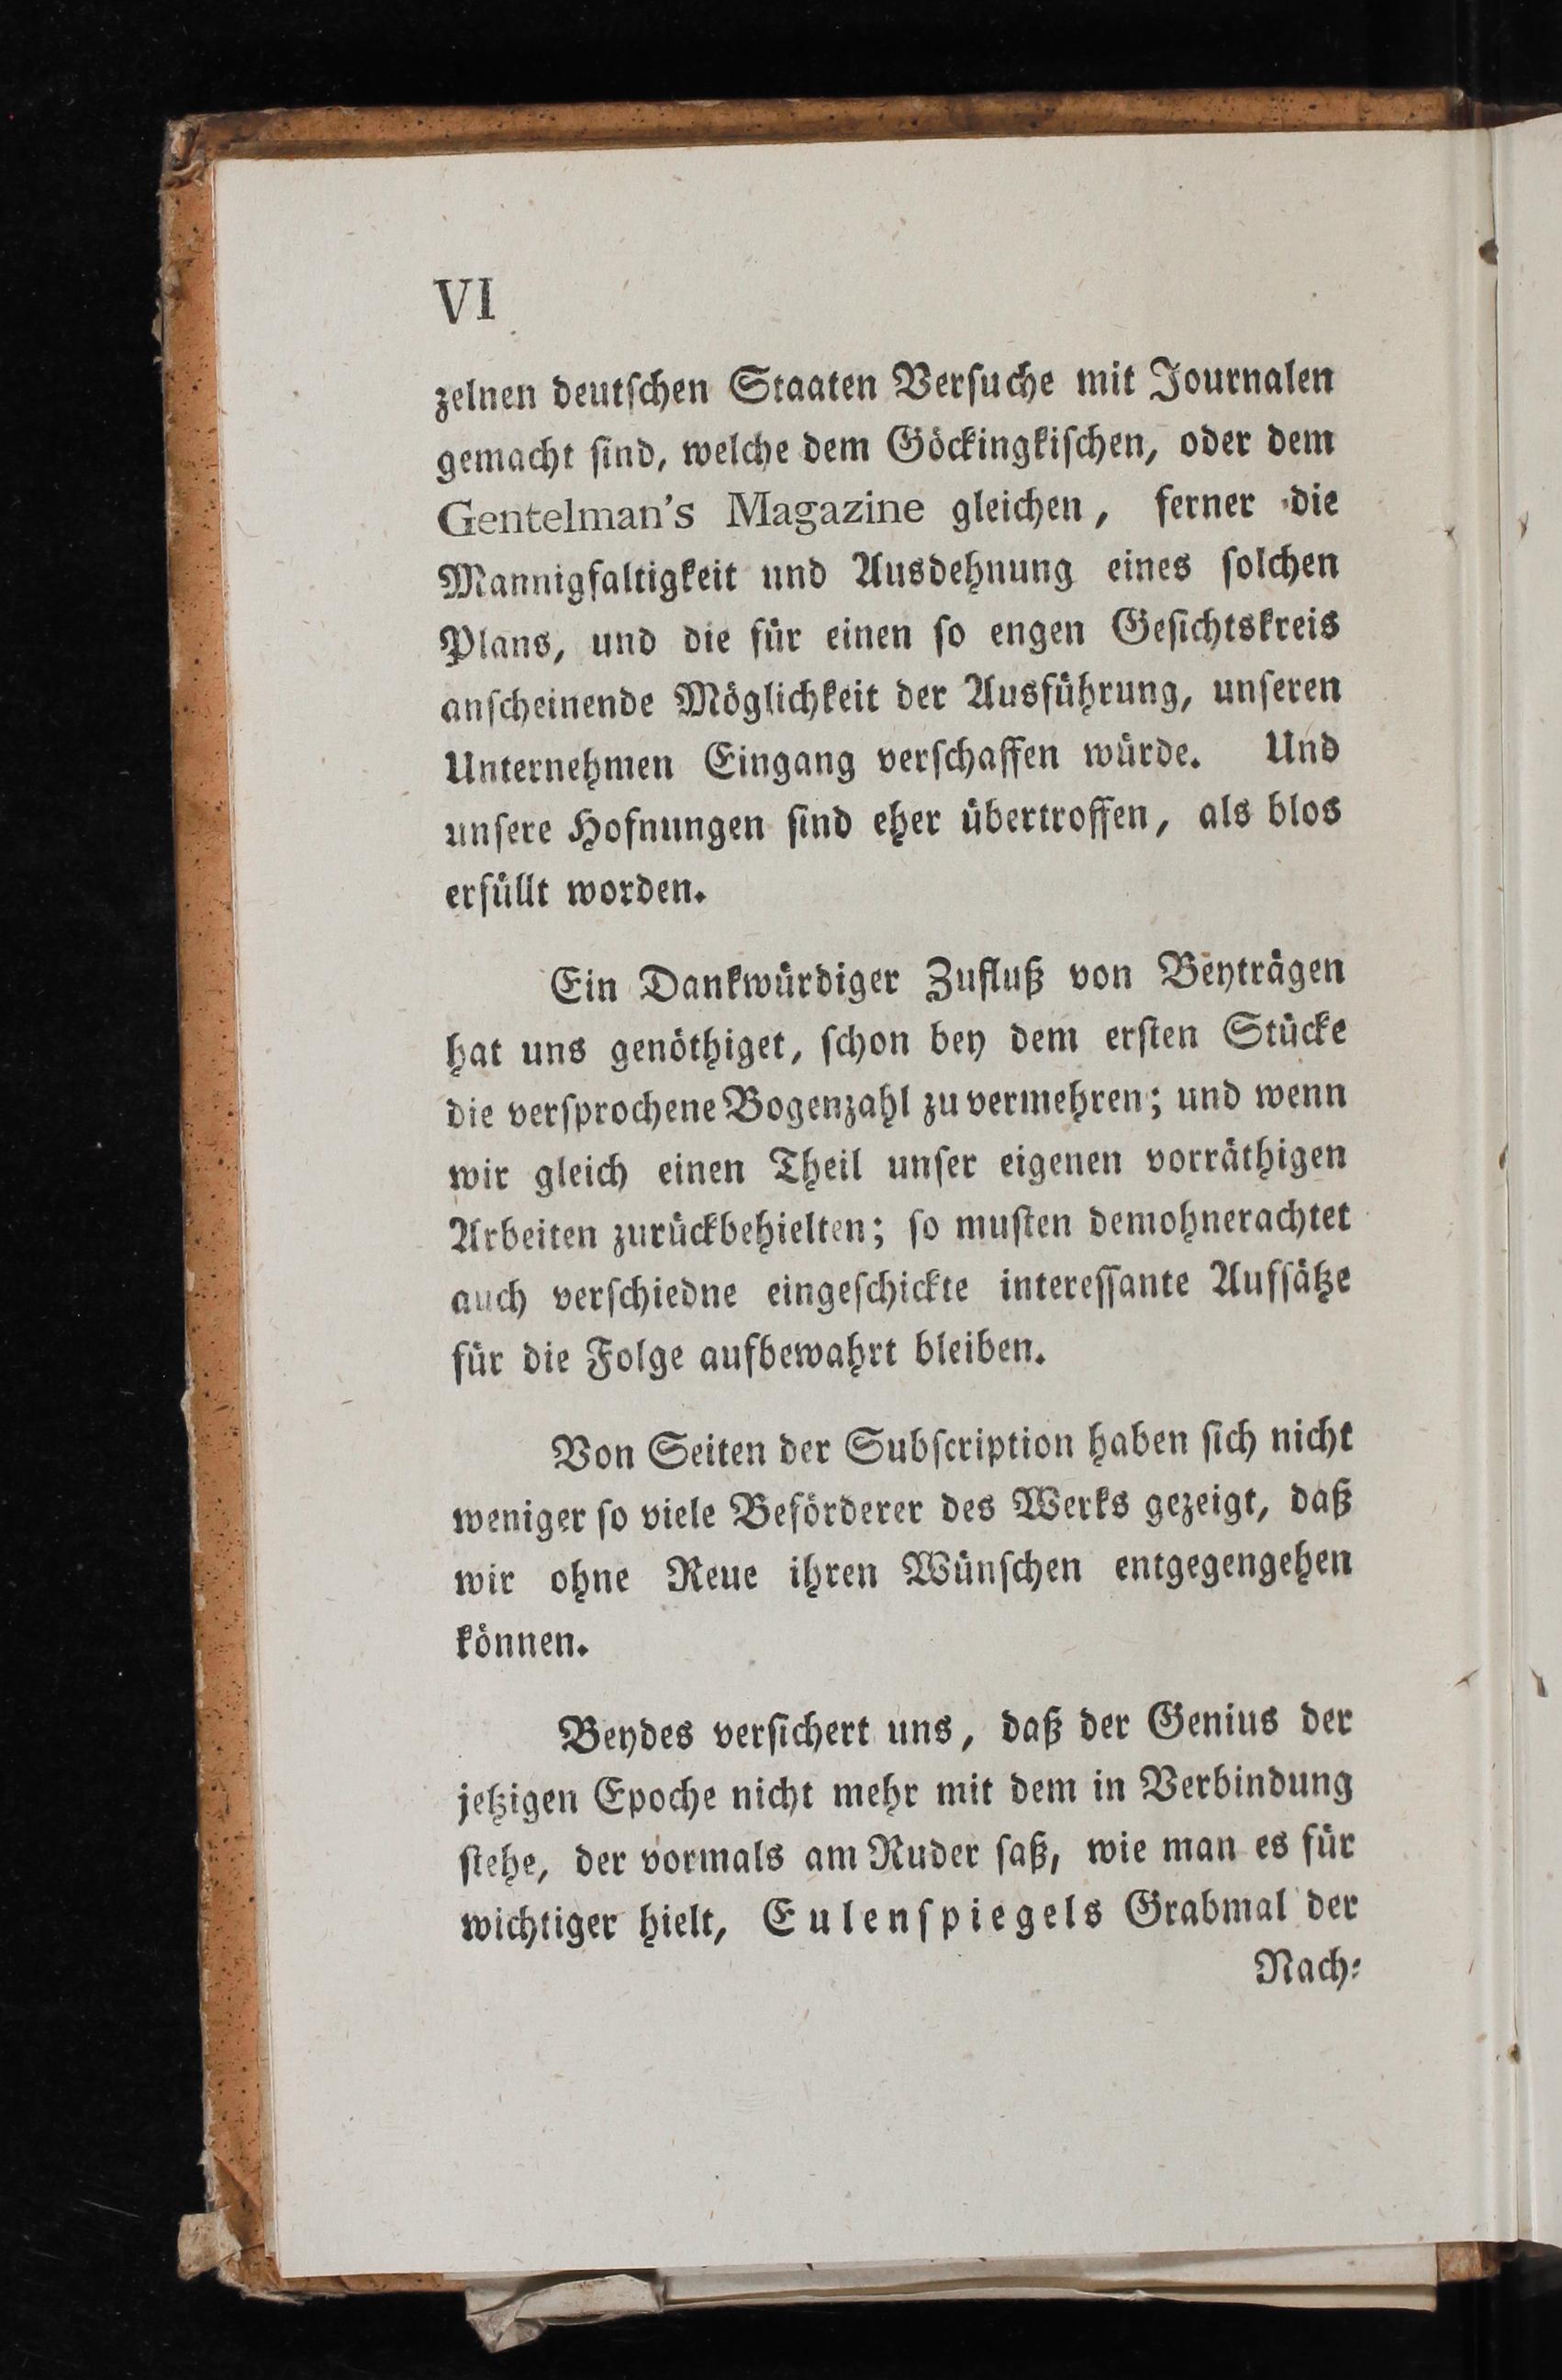 VI
zelnen deutſchen Staaten Verſuche mit Journalen
gemacht ſind, welche dem Göckingkiſchen, oder dem
Gentelman's Magazine gleichen, ferner die
Mannigfaltigkeit und Ausdehnung eines ſolchen
Plans, und die für einen ſo engen Geſichtskreis
anſcheinende Möglichkeit der Ausführung, unſeren
Unternehmen Eingang verſchaffen würde. Und
unſere Hofnungen ſind eher übertroffen, als blos
erfüllt worden.
Ein Dankwürdiger Zufluß von Beyträgen
hat uns genöthiget, ſchon bey dem erſten Stücke
die verſprochene Bogenzahl zu vermehren; und wenn
wir gleich einen Theil unſer eigenen vorräthigen
Arbeiten zurückbehielten; ſo muſten demohnerachtet
auch verſchiedne eingeſchickte intereſſante Aufſätze
für die Folge aufbewahrt bleiben.
Von Seiten der Subſcription haben ſich nicht
weniger ſo viele Beförderer des Werks gezeigt, daß
wir ohne Reue ihren Wünſchen entgegengehen
können.
Beydes verſichert uns, daß der Genius der
jetzigen Epoche nicht mehr mit dem in Verbindung
ſtehe, der vormals am Ruder ſaß, wie man es für
wichtiger hielt, Eulenſpiegels Grabmal der
Nach⸗